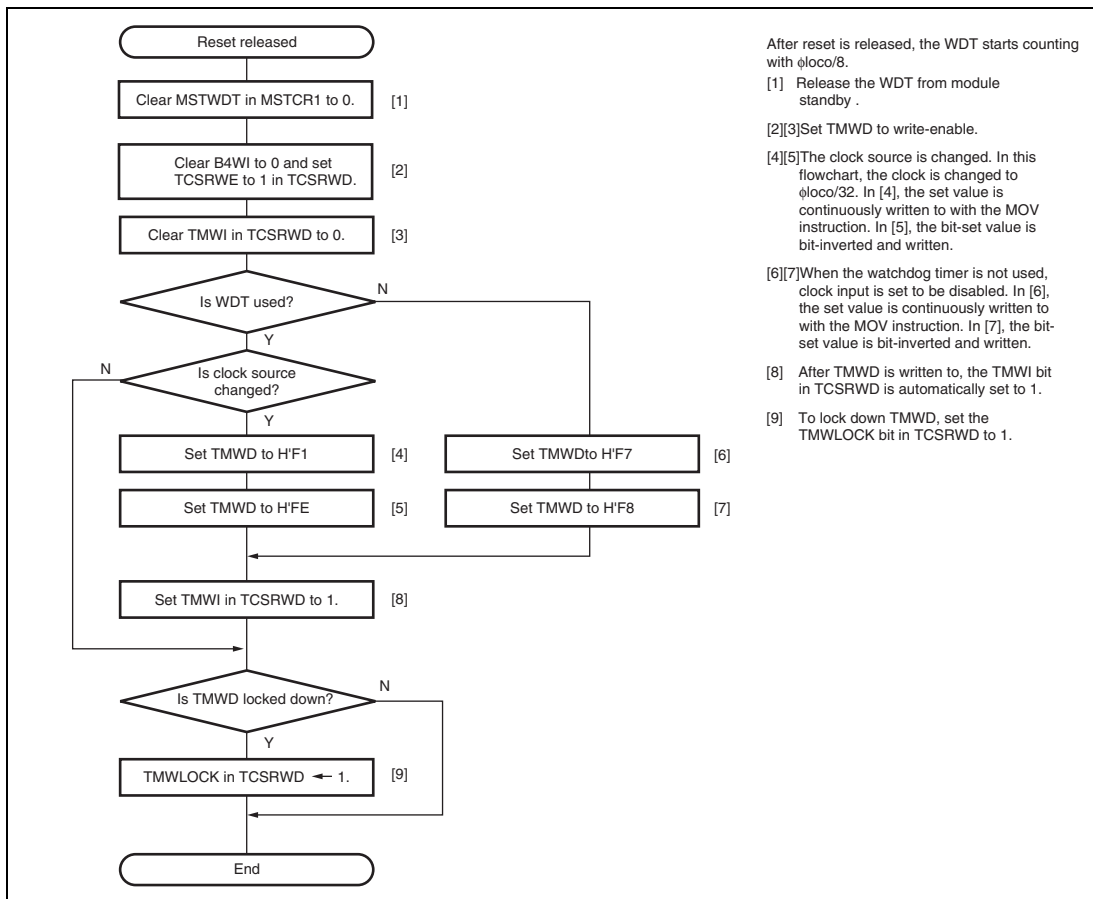 Reset released
Clear MSTWDT in MSTCR1 to 0.
[1]
Clear B4WI to 0 and set
TCSRWE to 1 in TCSRWD.
[2]
Clear TMWI in TCSRWD to 0.
[3]
Is WDT used?
N
Y
N
Is clock source
changed?
Y
Set TMWD to H'F1
[4]
Set TMWDto H'F7
[6]
Set TMWD to H'FE
[5]
Set TMWD to H'F8
[7]
Set TMWI in TCSRWD to 1.
[8]
Is TMWD locked down?
N
Y
TMWLOCK in TCSRWD ← 1.
[9]
End
After reset is released, the WDT starts counting
with ϕloco/8.
[1] Release the WDT from module
standby .
[2][3]Set TMWD to write-enable.
[4][5]The clock source is changed. In this
flowchart, the clock is changed to
ϕloco/32. In [4], the set value is
continuously written to with the MOV
instruction. In [5], the bit-set value is
bit-inverted and written.
[6][7]When the watchdog timer is not used,
clock input is set to be disabled. In [6],
the set value is continuously written to
with the MOV instruction. In [7], the bit-
set value is bit-inverted and written.
[8] After TMWD is written to, the TMWI bit
in TCSRWD is automatically set to 1.
[9] To lock down TMWD, set the
TMWLOCK bit in TCSRWD to 1.